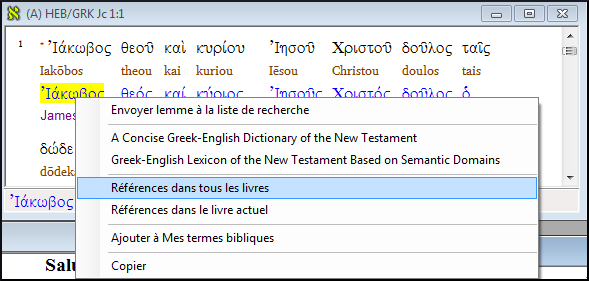 (A) HEB/GRK Jc 1:1
1 * Ἰάκωβος θεοῦ καὶ κυρίου Ἰησοῦ Χριστοῦ δοῦλος ταῖς
Iakōbos theou kai kuriou Iēsou Christou doulos tais
Ἰάκωβος θεός καί κύριος Ἰησοῦς Χριστός δοῦλος ὁ
James
Envoyer lemme à la liste de recherche
A Concise Greek-English Dictionary of the New Testament
δώδε
Greek-English Lexicon of the New Testament Based on Semantic Domains
dōdek
Références dans tous les livres
Ἰάκωβος
Références dans le livre actuel
Ajouter à Mes termes bibliques
Salu
Copier